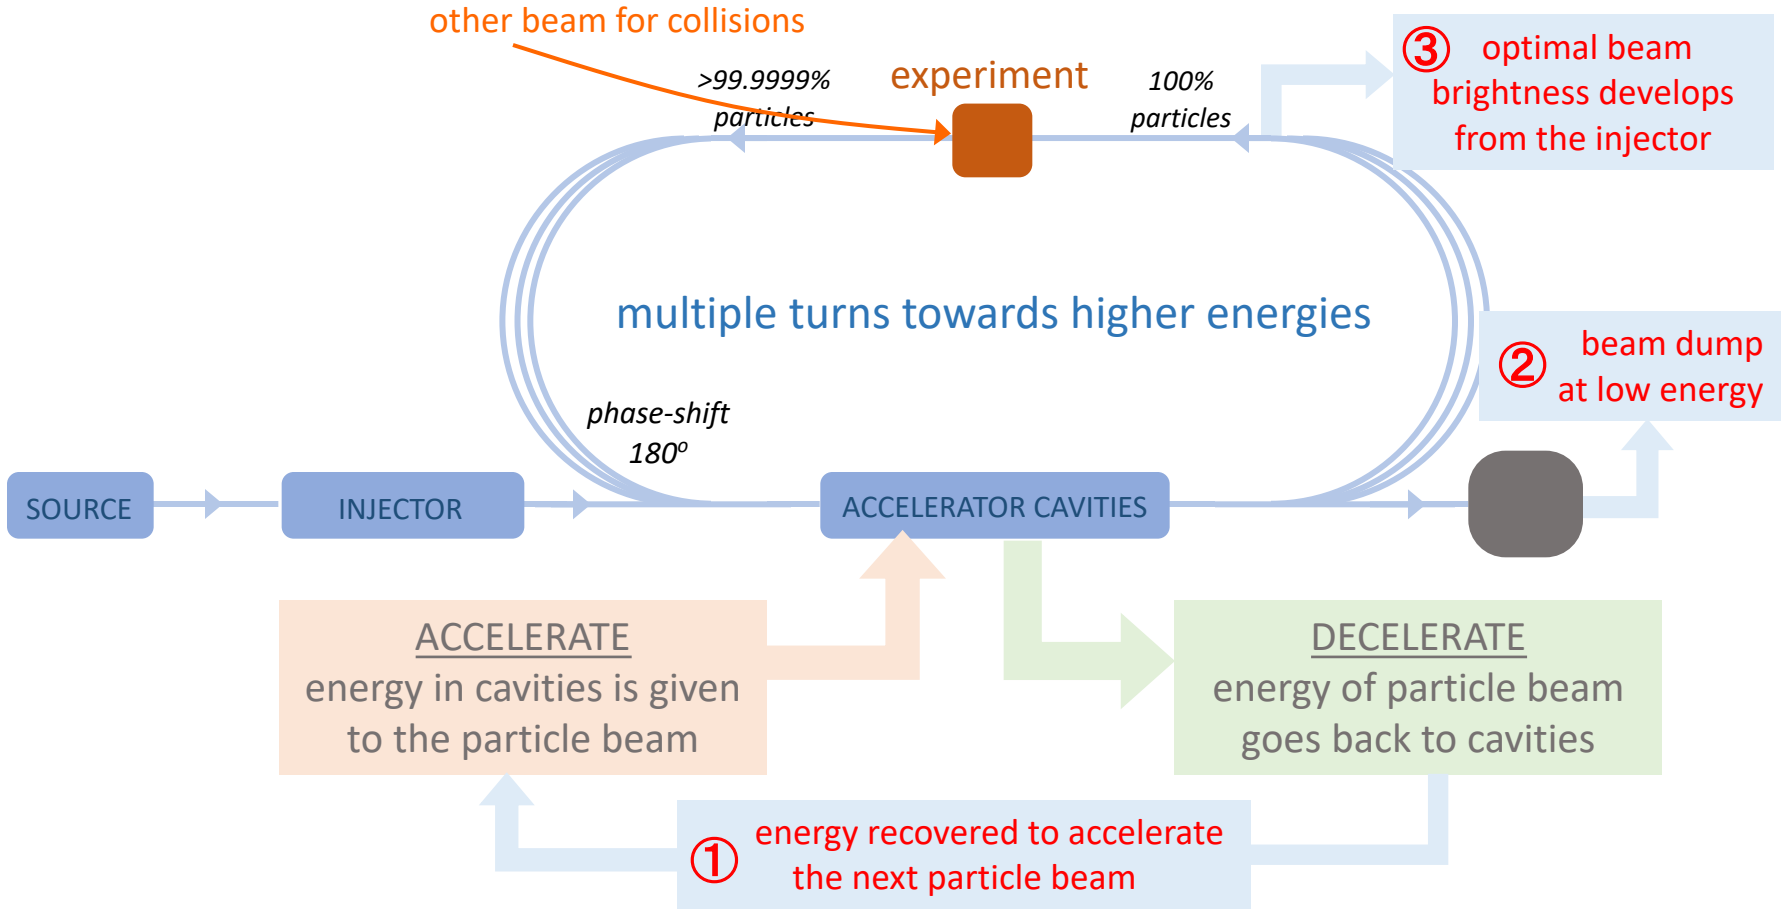 other beam for collisions
>99.9999%
particles
experiment
100%
particles
③ optimal beam
brightness develops
from the injector
multiple turns towards higher energies
② beam dump
at low energy
phase-shift
180º
SOURCE
INJECTOR
ACCELERATOR CAVITIES
ACCELERATE
energy in cavities is given
to the particle beam
DECELERATE
energy of particle beam
goes back to cavities
① energy recovered to accelerate
the next particle beam